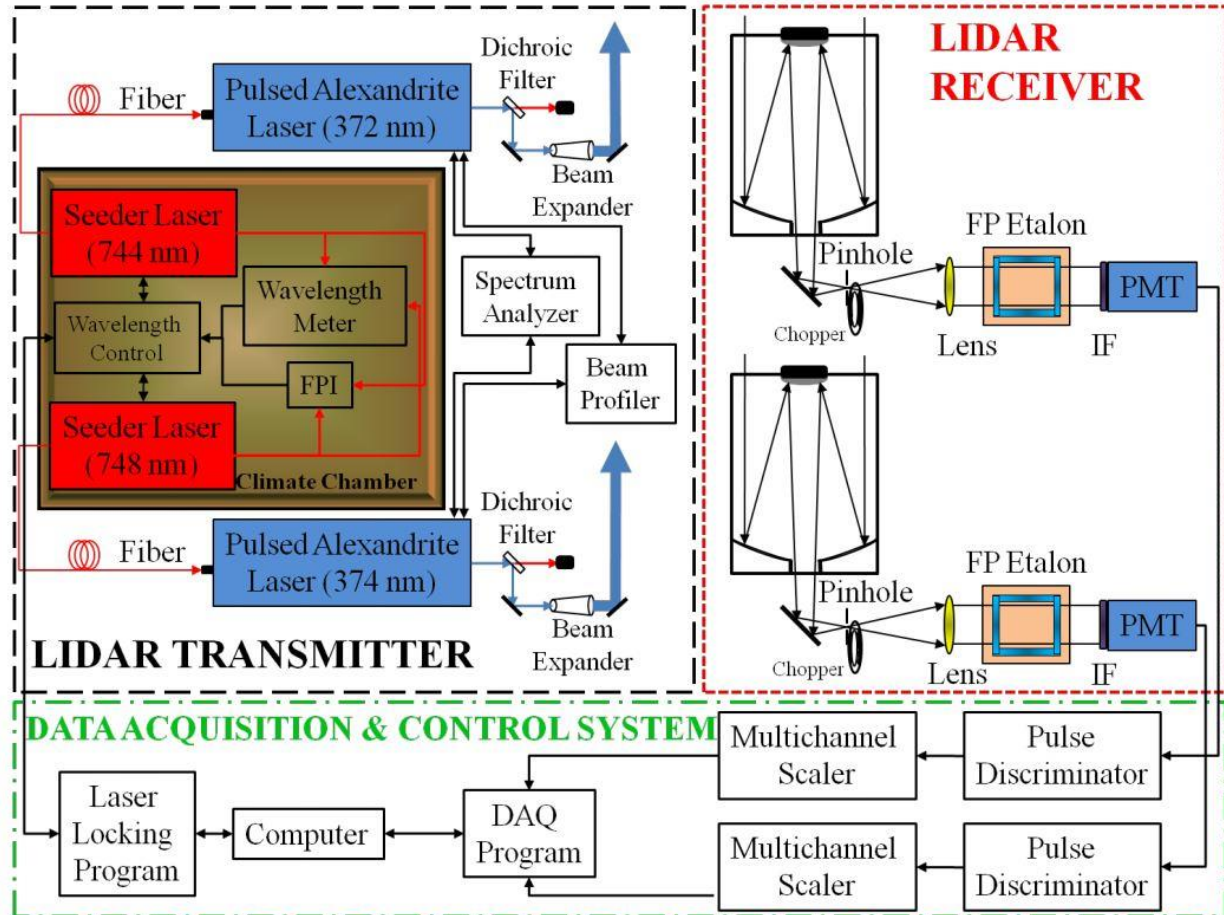 Fiber
Pulsed Alexandrite
Laser (372 nm)
Dichroic
Filter
Beam
Expander
Seeder Laser
(744 nm)
Wavelength
Meter
Wavelength
Control
FPI
Seeder Laser
(748 nm)
Climate Chamber
Spectrum
Analyzer
Beam
Profiler
Fiber
Pulsed Alexandrite
Laser (374 nm)
Dichroic
Filter
Beam
Expander
LIDAR TRANSMITTER
LIDAR
RECEIVER
Pinhole
FP Etalon
PMT
Chopper
Lens
IF
Pinhole
FP Etalon
PMT
Chopper
Lens
IF
DATA ACQUISITION & CONTROL SYSTEM
Laser
Locking
Program
Computer
DAQ
Program
Multichannel
Scaler
Pulse
Discriminator
Multichannel
Scaler
Pulse
Discriminator